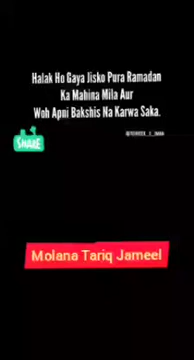 Halak Ho Gaya Jisko Pura Ramadan
Ka Mahina Mila Aur
Woh Apni Bakshis Na Karwa Saka.
SHARE
Molana Tariq Jameel